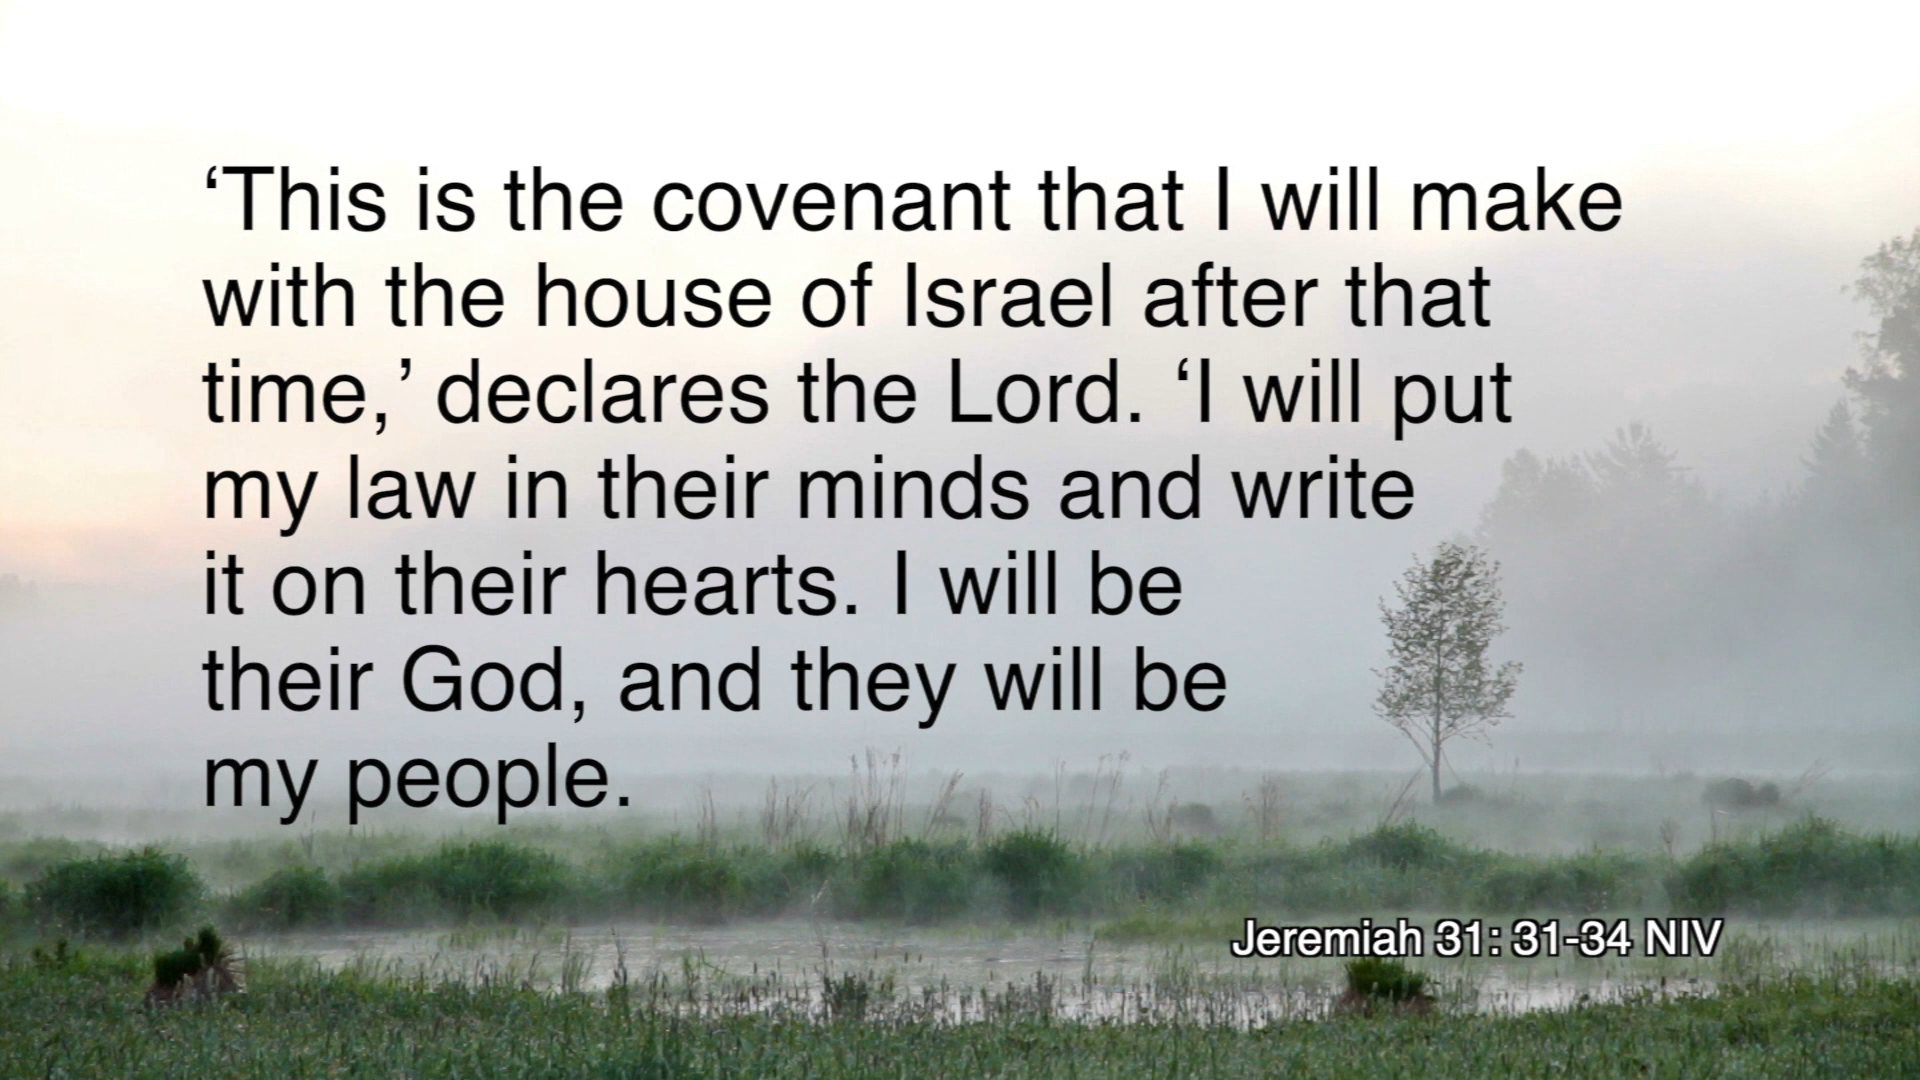 ‘This is the covenant that I will make
with the house of Israel after that
time,’ declares the Lord. ‘I will put
my law in their minds and write
it on their hearts. I will be
their God, and they will be
my people.
Jeremiah 31: 31-34 NIV